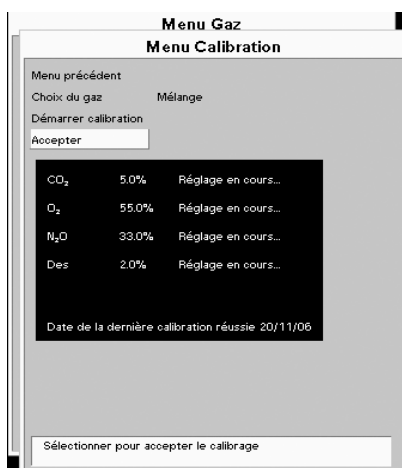 Menu Gaz
Menu Calibration
Menu précédent
Choix du gaz Mélange
Démarrer calibration
Accepter
CO₂ 5.0% Réglage en cours...
O₂ 55.0% Réglage en cours...
N₂O 33.0% Réglage en cours...
Des 2.0% Réglage en cours...
Date de la dernière calibration réussie 20/11/06
Sélectionner pour accepter le calibrage